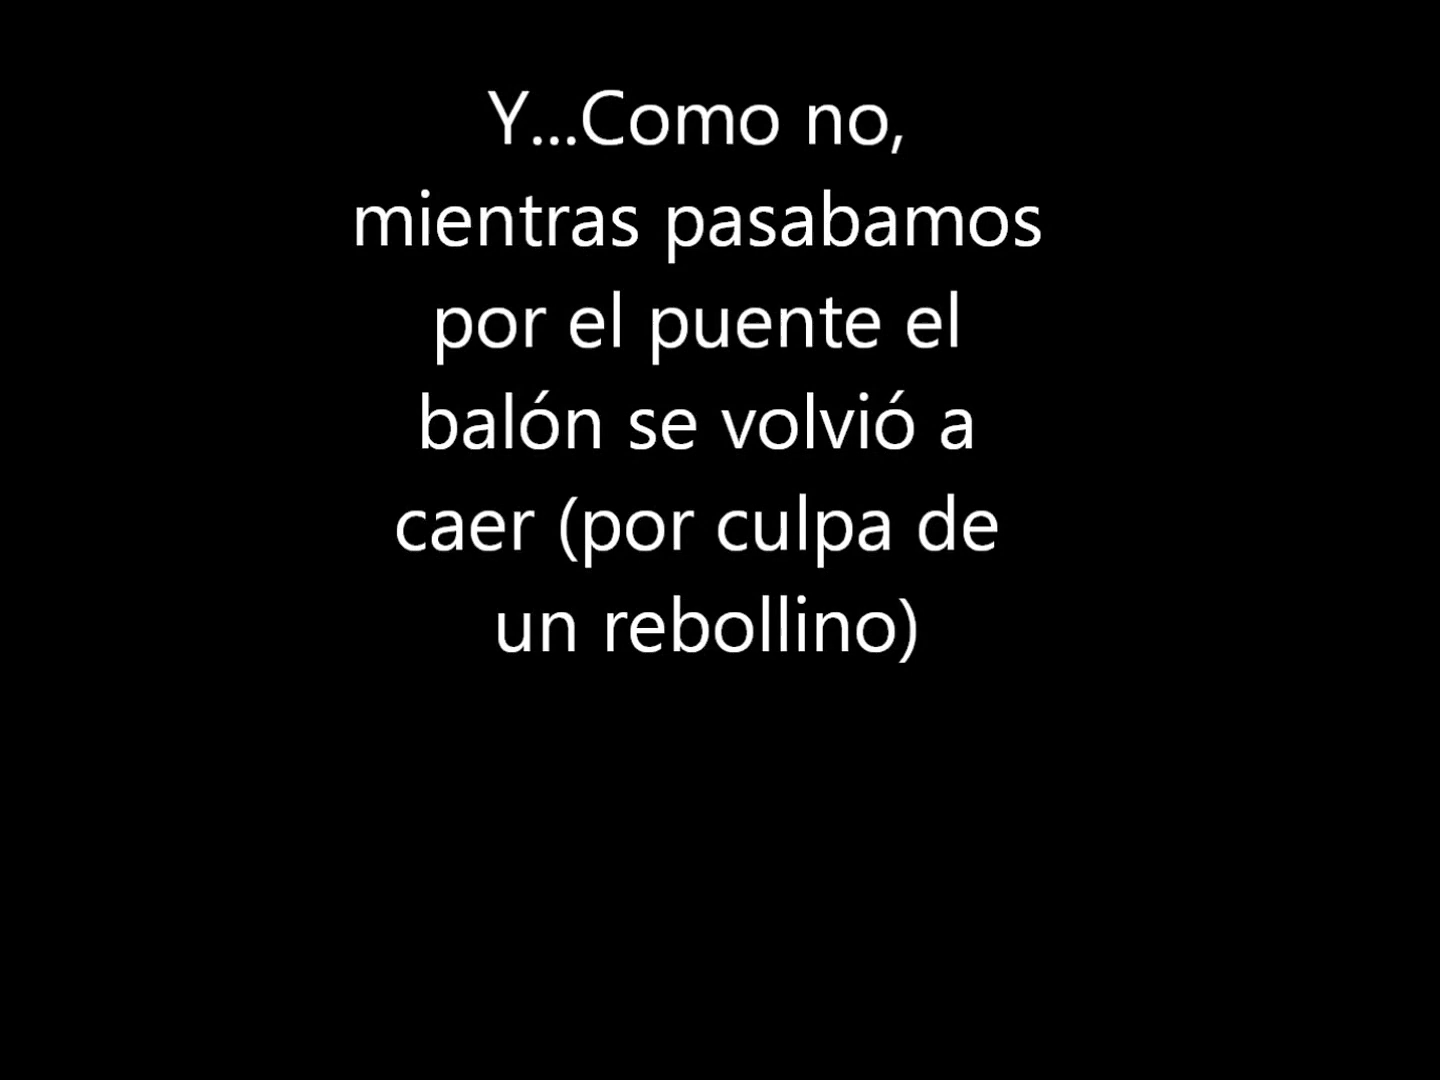 Y...Como no,
mientras pasabamos
por el puente el
balón se volvió a
caer (por culpa de
un rebollino)